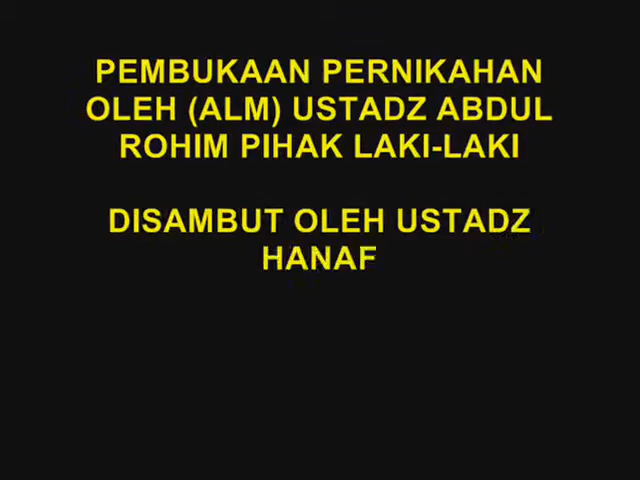 PEMBUKAAN PERNIKAHAN
OLEH (ALM) USTADZ ABDUL
ROHIM PIHAK LAKI-LAKI
DISAMBUT OLEH USTADZ
HANAF